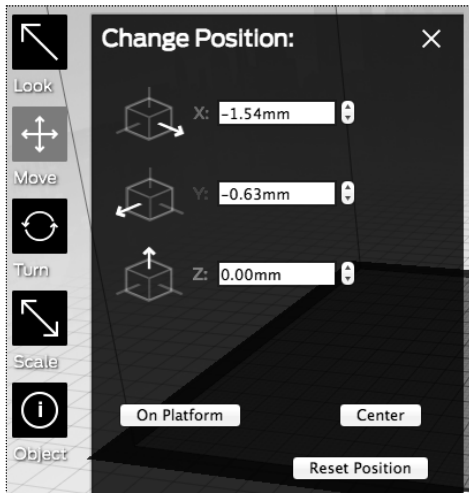 Change Position:
Look
X: -1.54mm
Move
Y: -0.63mm
Turn
Z: 0.00mm
Scale
On Platform
Center
Object
Reset Position